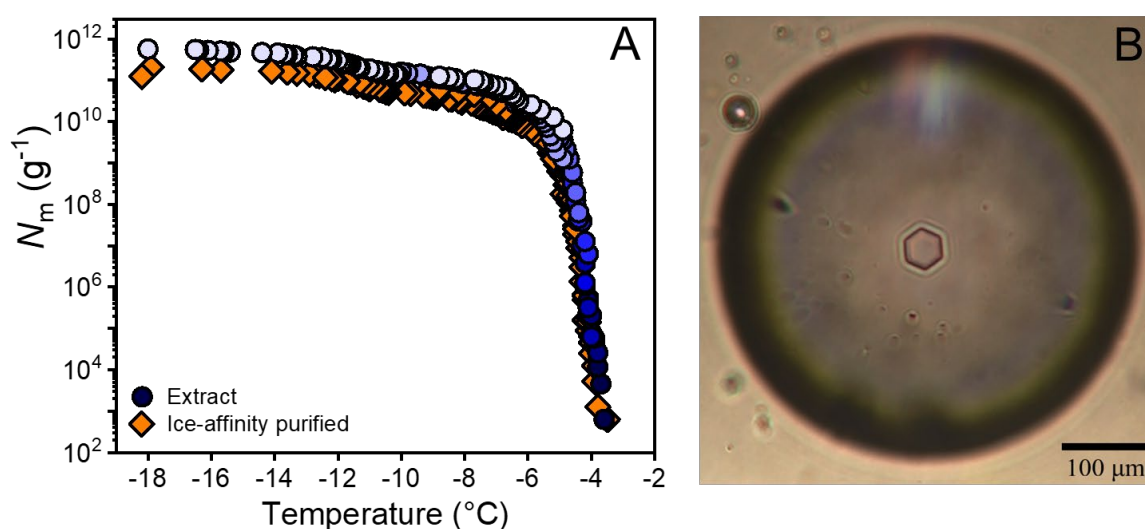 A
10^12
10^10
10^8
10^6
10^4
10^2
N_m (g^-1)
Extract
Ice-affinity purified
-18 -16 -14 -12 -10 -8 -6 -4 -2
Temperature (°C)
B
100 μm